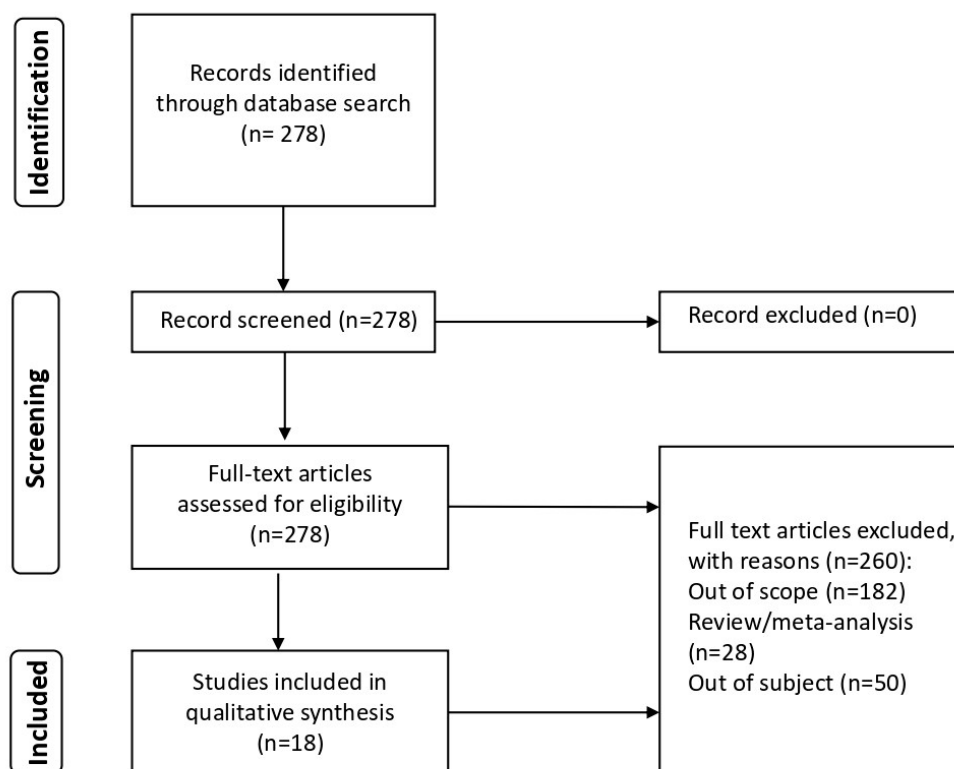 Identification
Records identified
through database search
(n= 278)
Screening
Record screened (n=278)
Record excluded (n=0)
Full-text articles
assessed for eligibility
(n=278)
Full text articles excluded,
with reasons (n=260):
Out of scope (n=182)
Review/meta-analysis
(n=28)
Out of subject (n=50)
Included
Studies included in
qualitative synthesis
(n=18)